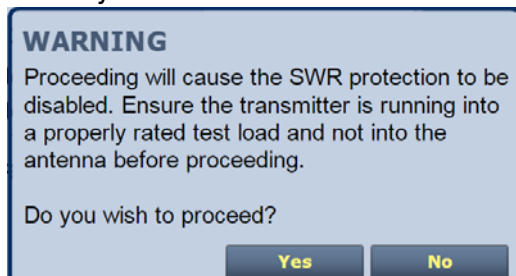 WARNING
Proceeding will cause the SWR protection to be
disabled. Ensure the transmitter is running into
a properly rated test load and not into the
antenna before proceeding.
Do you wish to proceed?
Yes No